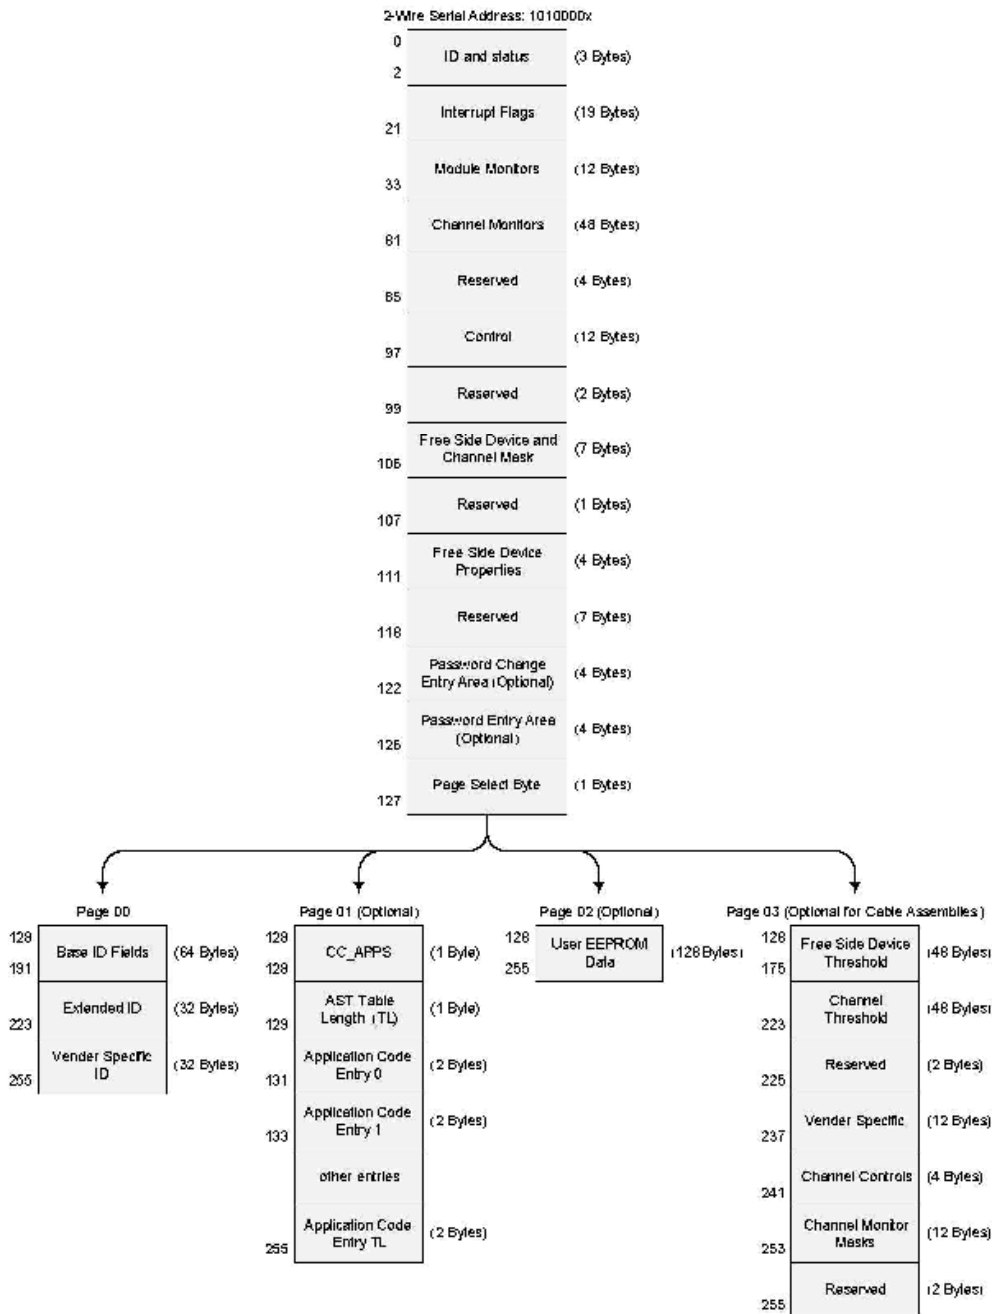 2-Wire Serial Address: 1010000x
0
ID and status (3 Bytes)
2
Interrupt Flags (19 Bytes)
21
Module Monitors (12 Bytes)
33
Channel Monitors (48 Bytes)
81
Reserved (4 Bytes)
85
Control (12 Bytes)
97
Reserved (2 Bytes)
99
Free Side Device and
Channel Mask (7 Bytes)
106
Reserved (1 Bytes)
107
Free Side Device
Properties (4 Bytes)
111
Reserved (7 Bytes)
118
Password Change
Entry Area (Optional) (4 Bytes)
122
Password Entry Area
(Optional) (4 Bytes)
126
Page Select Byte (1 Bytes)
127
Page 00
128
Base ID Fields (64 Bytes)
191
Extended ID (32 Bytes)
223
Vender Specific
ID (32 Bytes)
255
Page 01 (Optional)
128
CC_APPS (1 Byte)
128
AST Table
Length (TL) (1 Byte)
129
Application Code
Entry 0 (2 Bytes)
131
Application Code
Entry 1 (2 Bytes)
133
other entries
Application Code
Entry TL (2 Bytes)
255
Page 02 (Optional)
128
User EEPROM
Data (128 Bytes)
255
Page 03 (Optional for Cable Assemblies)
128
Free Side Device
Threshold (48 Bytes)
175
Channel
Threshold (48 Bytes)
223
Reserved (2 Bytes)
225
Vender Specific (12 Bytes)
237
Channel Controls (4 Bytes)
241
Channel Monitor
Masks (12 Bytes)
253
Reserved (2 Bytes)
255